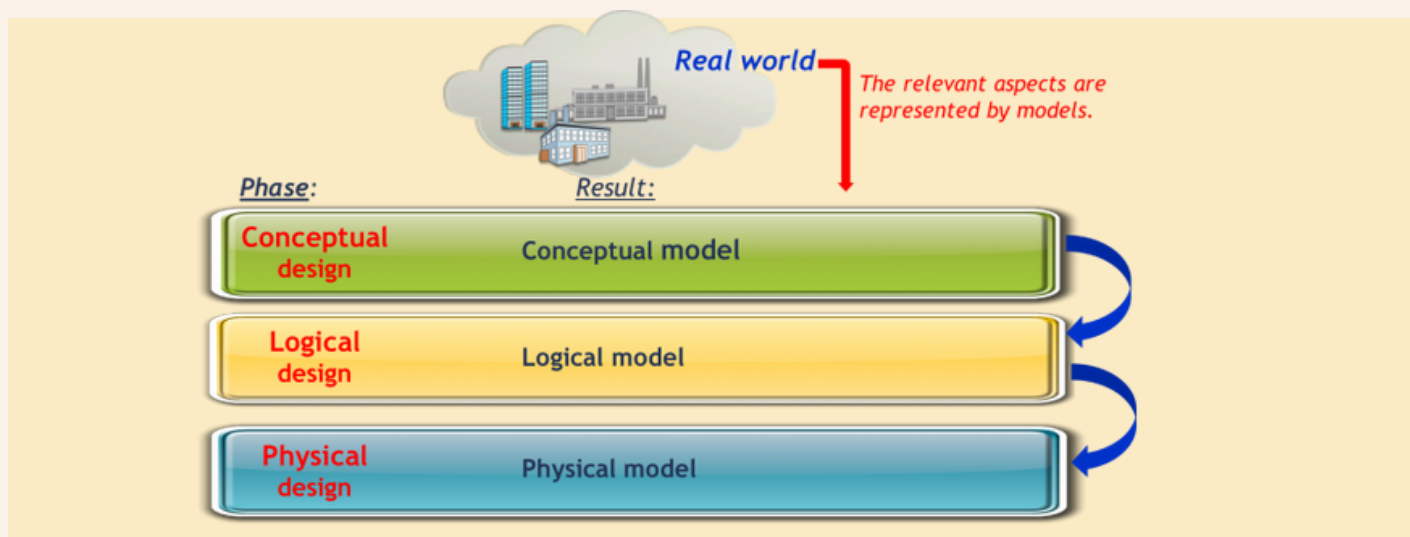 Real world
The relevant aspects are
represented by models.
Phase:
Result:
Conceptual
design
Conceptual model
Logical
design
Logical model
Physical
design
Physical model